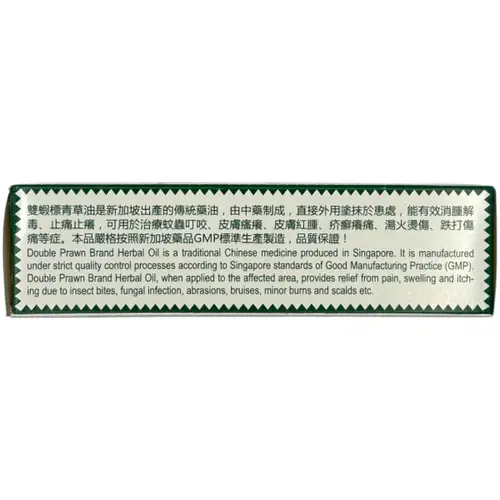 雙蝦標青草油是新加坡出產的傳統藥油，由中藥制成，直接外用塗抹於患處，能有效消腫解
毒、止痛止癢，可用於治療蚊蟲叮咬、皮膚瘙癢、皮膚紅腫、疥癬癢痛、湯火燙傷、跌打傷
痛等症。本品嚴格按照新加坡藥品GMP標準生產製造，品質保證！
Double Prawn Brand Herbal Oil is a traditional Chinese medicine produced in Singapore. It is manufactured
under strict quality control processes according to Singapore standards of Good Manufacturing Practice (GMP).
Double Prawn Brand Herbal Oil, when applied to the affected area, provides relief from pain, swelling and itch-
ing due to insect bites, fungal infection, abrasions, bruises, minor burns and scalds etc.